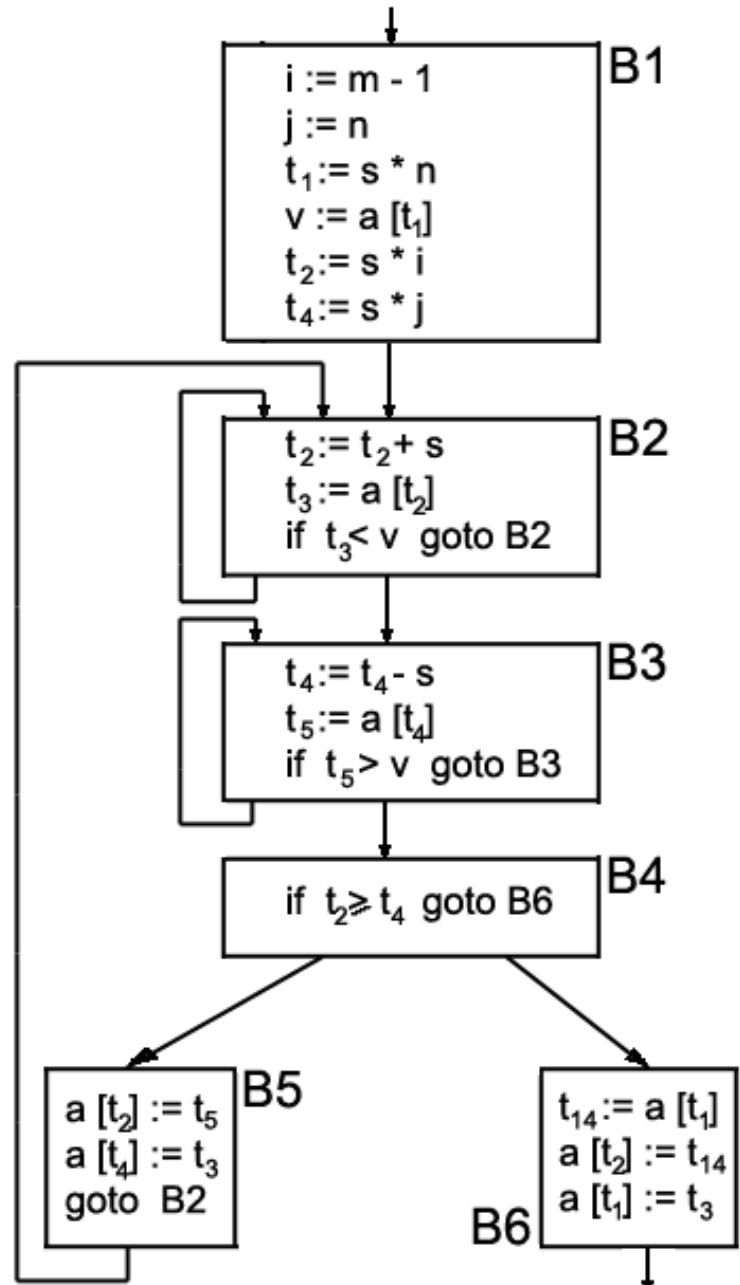 B1
i := m - 1
j := n
t₁:= s * n
v := a [t₁]
t₂:= s * i
t₄:= s * j
B2
t₂:= t₂+ s
t₃:= a [t₂]
if t₃< v goto B2
B3
t₄:= t₄- s
t₅:= a [t₄]
if t₅> v goto B3
B4
if t₂⩾ t₄ goto B6
B5
a [t₂] := t₅
a [t₄] := t₃
goto B2
t₁₄:= a [t₁]
a [t₂] := t₁₄
a [t₁] := t₃
B6